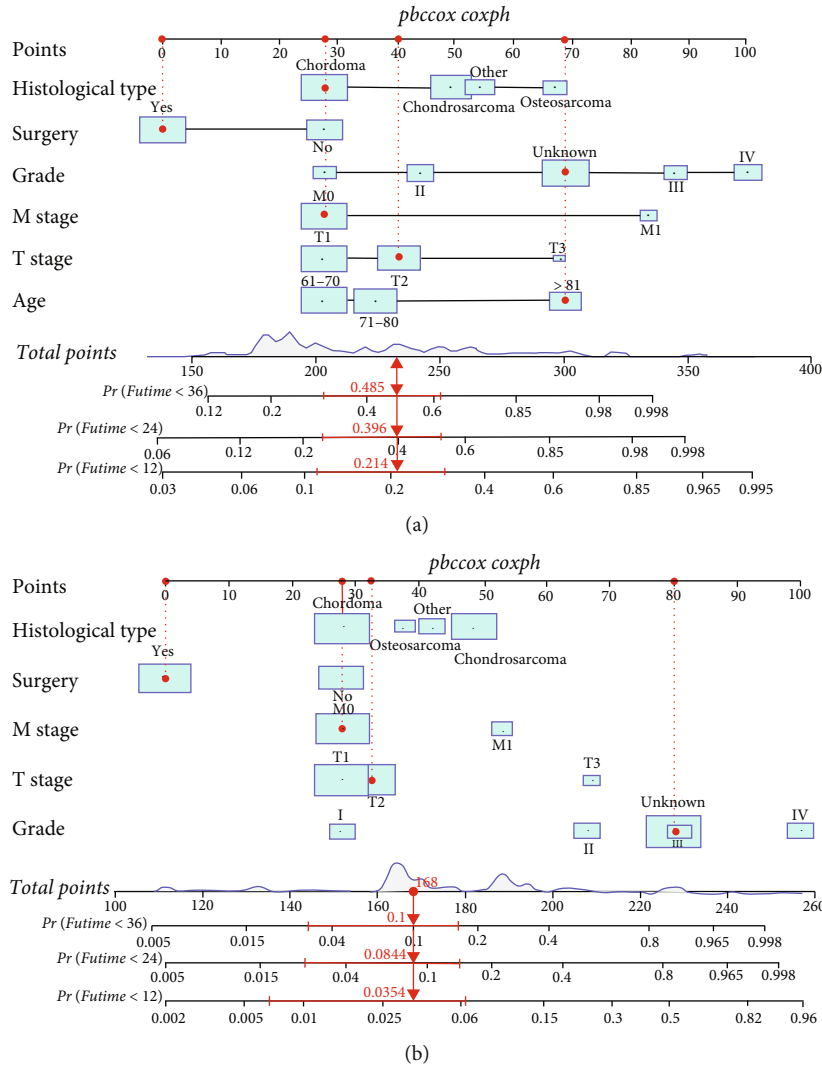 pbccox coxph
Points
0 10 20 30 40 50 60 70 80 90 100
Histological type
Chordoma Other
Chondrosarcoma Osteosarcoma
Surgery
Yes
No
Grade
Unknown IV
II III
M stage
M0
M1
T stage
T1 T3
T2
Age
61–70 > 81
71–80
Total points
150 200 250 300 350 400
Pr (Futime < 36) 0.485
0.12 0.2 0.4 0.6 0.85 0.98 0.998
Pr (Futime < 24) 0.396
0.06 0.12 0.2 0.4 0.6 0.85 0.98 0.998
Pr (Futime < 12) 0.214
0.03 0.06 0.1 0.2 0.4 0.6 0.85 0.965 0.995
(a)
pbccox coxph
Points
0 10 20 30 40 50 60 70 80 90 100
Histological type
Chordoma Other
Osteosarcoma
Chondrosarcoma
Surgery
Yes
No
M stage
M0
M1
T stage
T1 T3
T2
Grade
I Unknown IV
II III
Total points
168
100 120 140 160 180 200 220 240 260
Pr (Futime < 36) 0.1
0.005 0.015 0.04 0.1 0.2 0.4 0.8 0.965 0.998
Pr (Futime < 24) 0.0844
0.005 0.015 0.04 0.1 0.2 0.4 0.8 0.965 0.998
Pr (Futime < 12) 0.0354
0.002 0.005 0.01 0.025 0.06 0.15 0.3 0.5 0.82 0.96
(b)